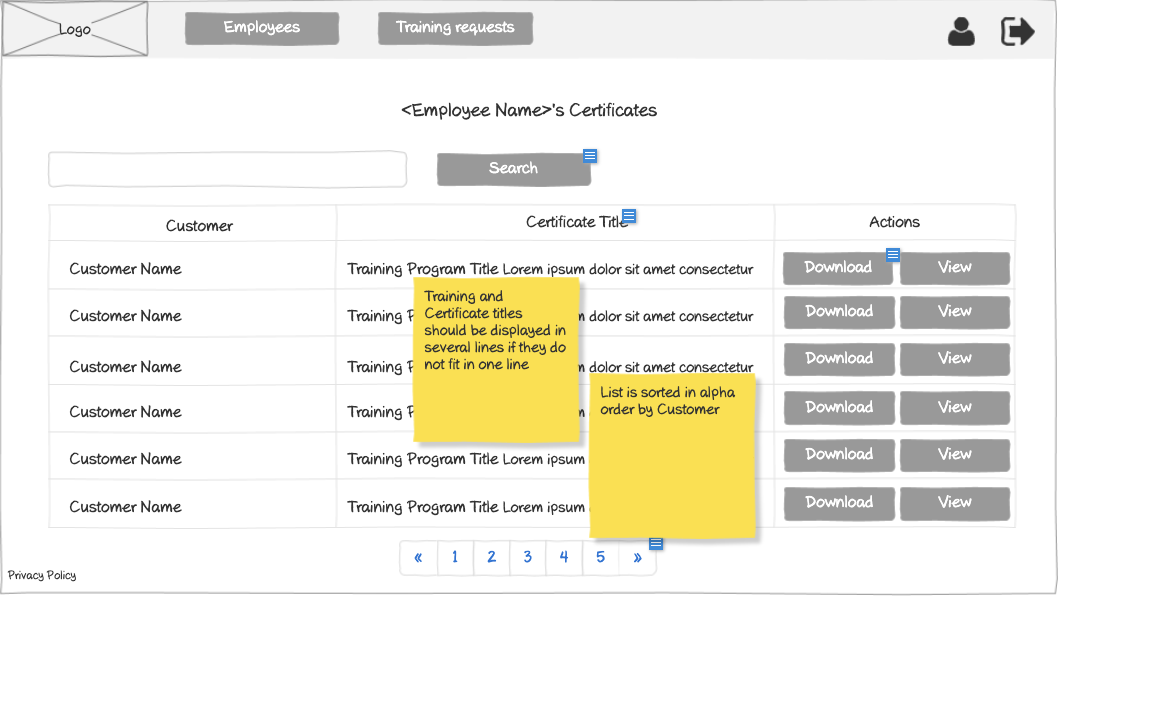 Logo
Employees
Training requests
<Employee Name>'s Certificates
Search
Customer
Certificate Title
Actions
Customer Name
Training Program Title Lorem ipsum dolor sit amet consectetur
Download
View
Customer Name
Training
dolor sit amet consectetur
Download
View
Customer Name
Training
dolor sit amet consectetur
Download
View
Customer Name
Training
Download
View
Customer Name
Training Program Title Lorem ipsum
Download
View
Customer Name
Training Program Title Lorem ipsum
Download
View
Training and
Certificate titles
should be displayed in
several lines if they do
not fit in one line
List is sorted in alpha
order by Customer
« 1 2 3 4 5 »
Privacy Policy